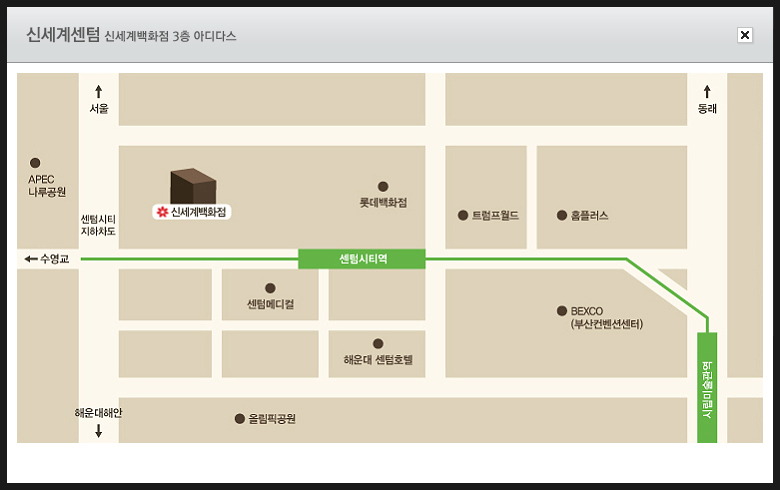 신세계센텀 신세계백화점 3층 아디다스
서울
동래
APEC
나루공원
롯데백화점
신세계백화점
트럼프월드
홈플러스
센텀시티
지하차도
수영교
센텀시티역
센텀메디컬
BEXCO
(부산컨벤션센터)
해운대 센텀호텔
시립미술관역
해운대해안
올림픽공원